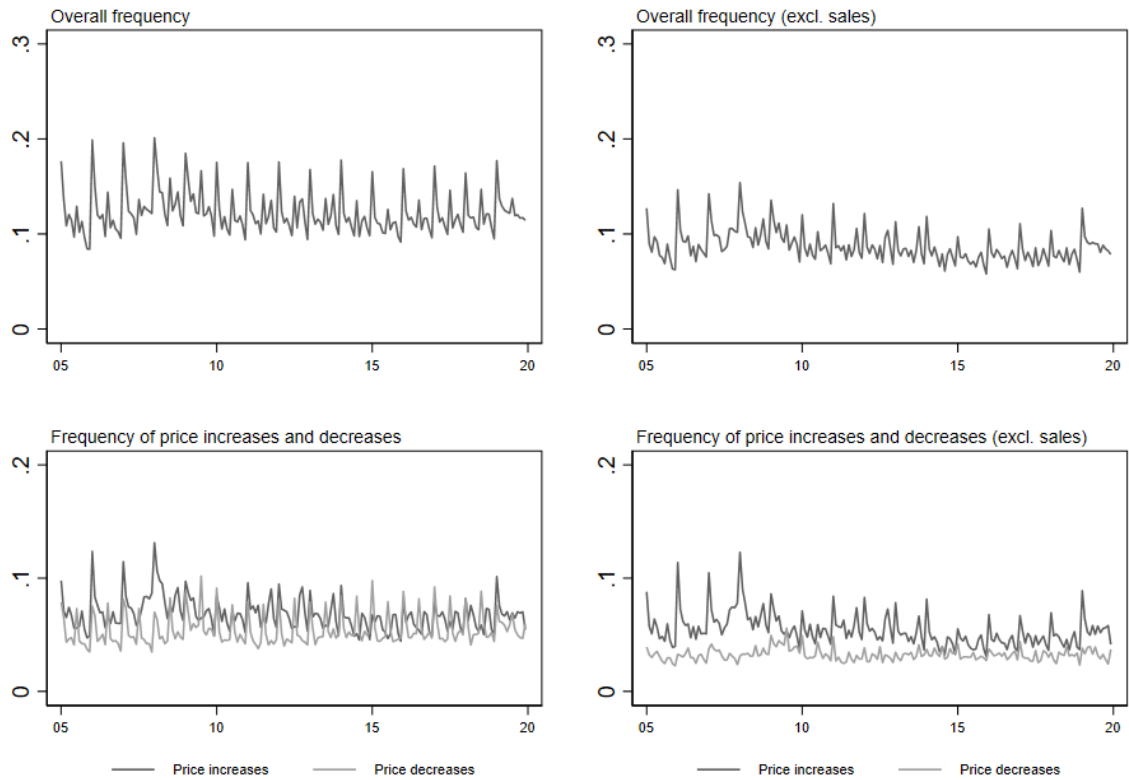 Overall frequency
.3
.2
.1
0
05 10 15 20
Overall frequency (excl. sales)
.3
.2
.1
0
05 10 15 20
Frequency of price increases and decreases
.2
.1
0
05 10 15 20
Price increases Price decreases
Frequency of price increases and decreases (excl. sales)
.2
.1
0
05 10 15 20
Price increases Price decreases